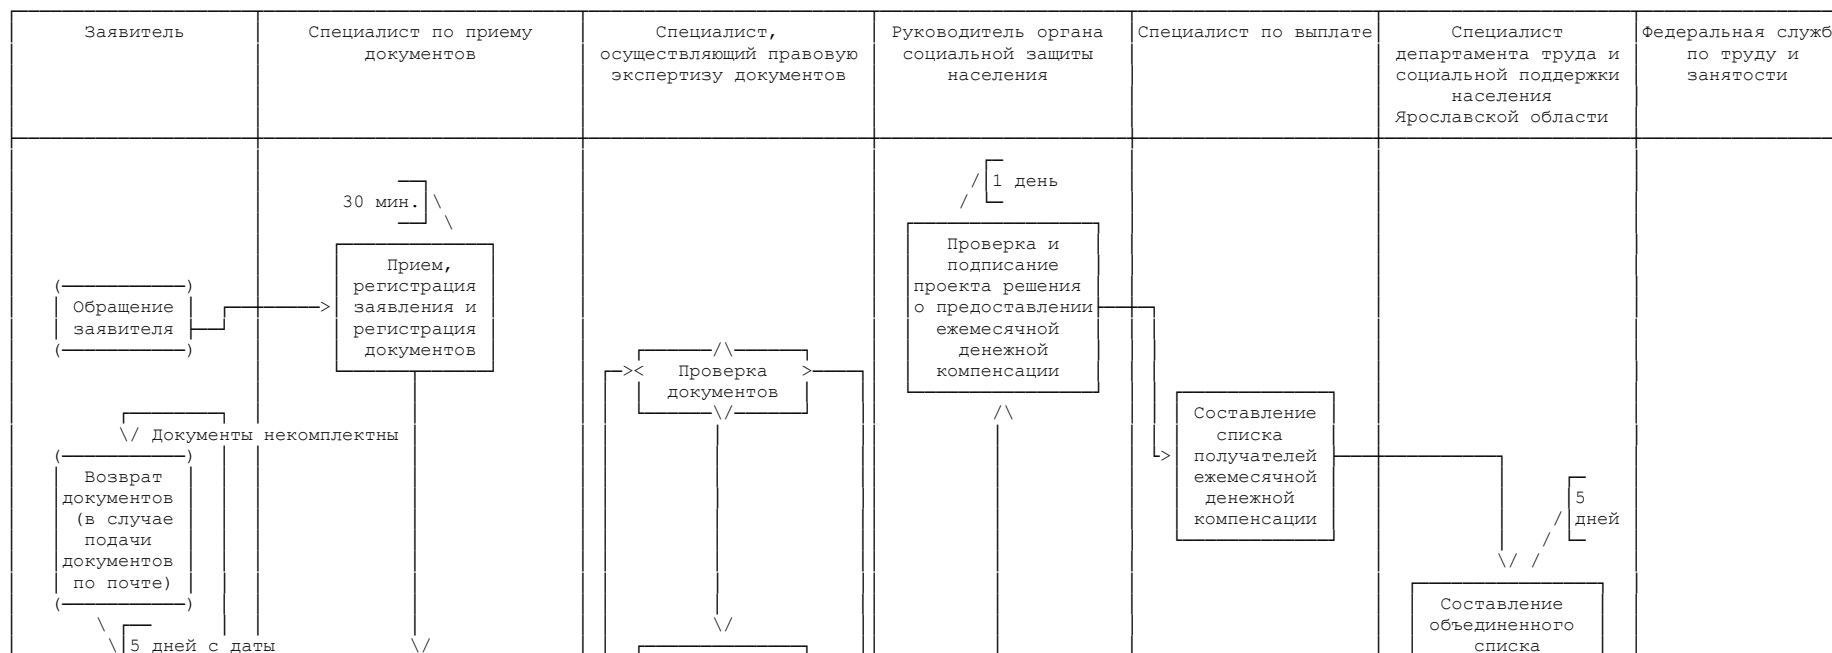 Заявитель
Специалист по приему
документов
Специалист,
осуществляющий правовую
экспертизу документов
Руководитель органа
социальной защиты
населения
Специалист по выплате
Специалист
департамента труда и
социальной поддержки
населения
Ярославской области
Федеральная служб
по труду и
занятости
30 мин.
1 день
Прием,
регистрация
заявления и
регистрация
документов
Обращение
заявителя
Проверка и
подписание
проекта решения
о предоставлении
ежемесячной
денежной
компенсации
Проверка
документов
Документы некомплектны
Возврат
документов
(в случае
подачи
документов
по почте)
5 дней с даты
Составление
списка
получателей
ежемесячной
денежной
компенсации
5
дней
Составление
объединенного
списка